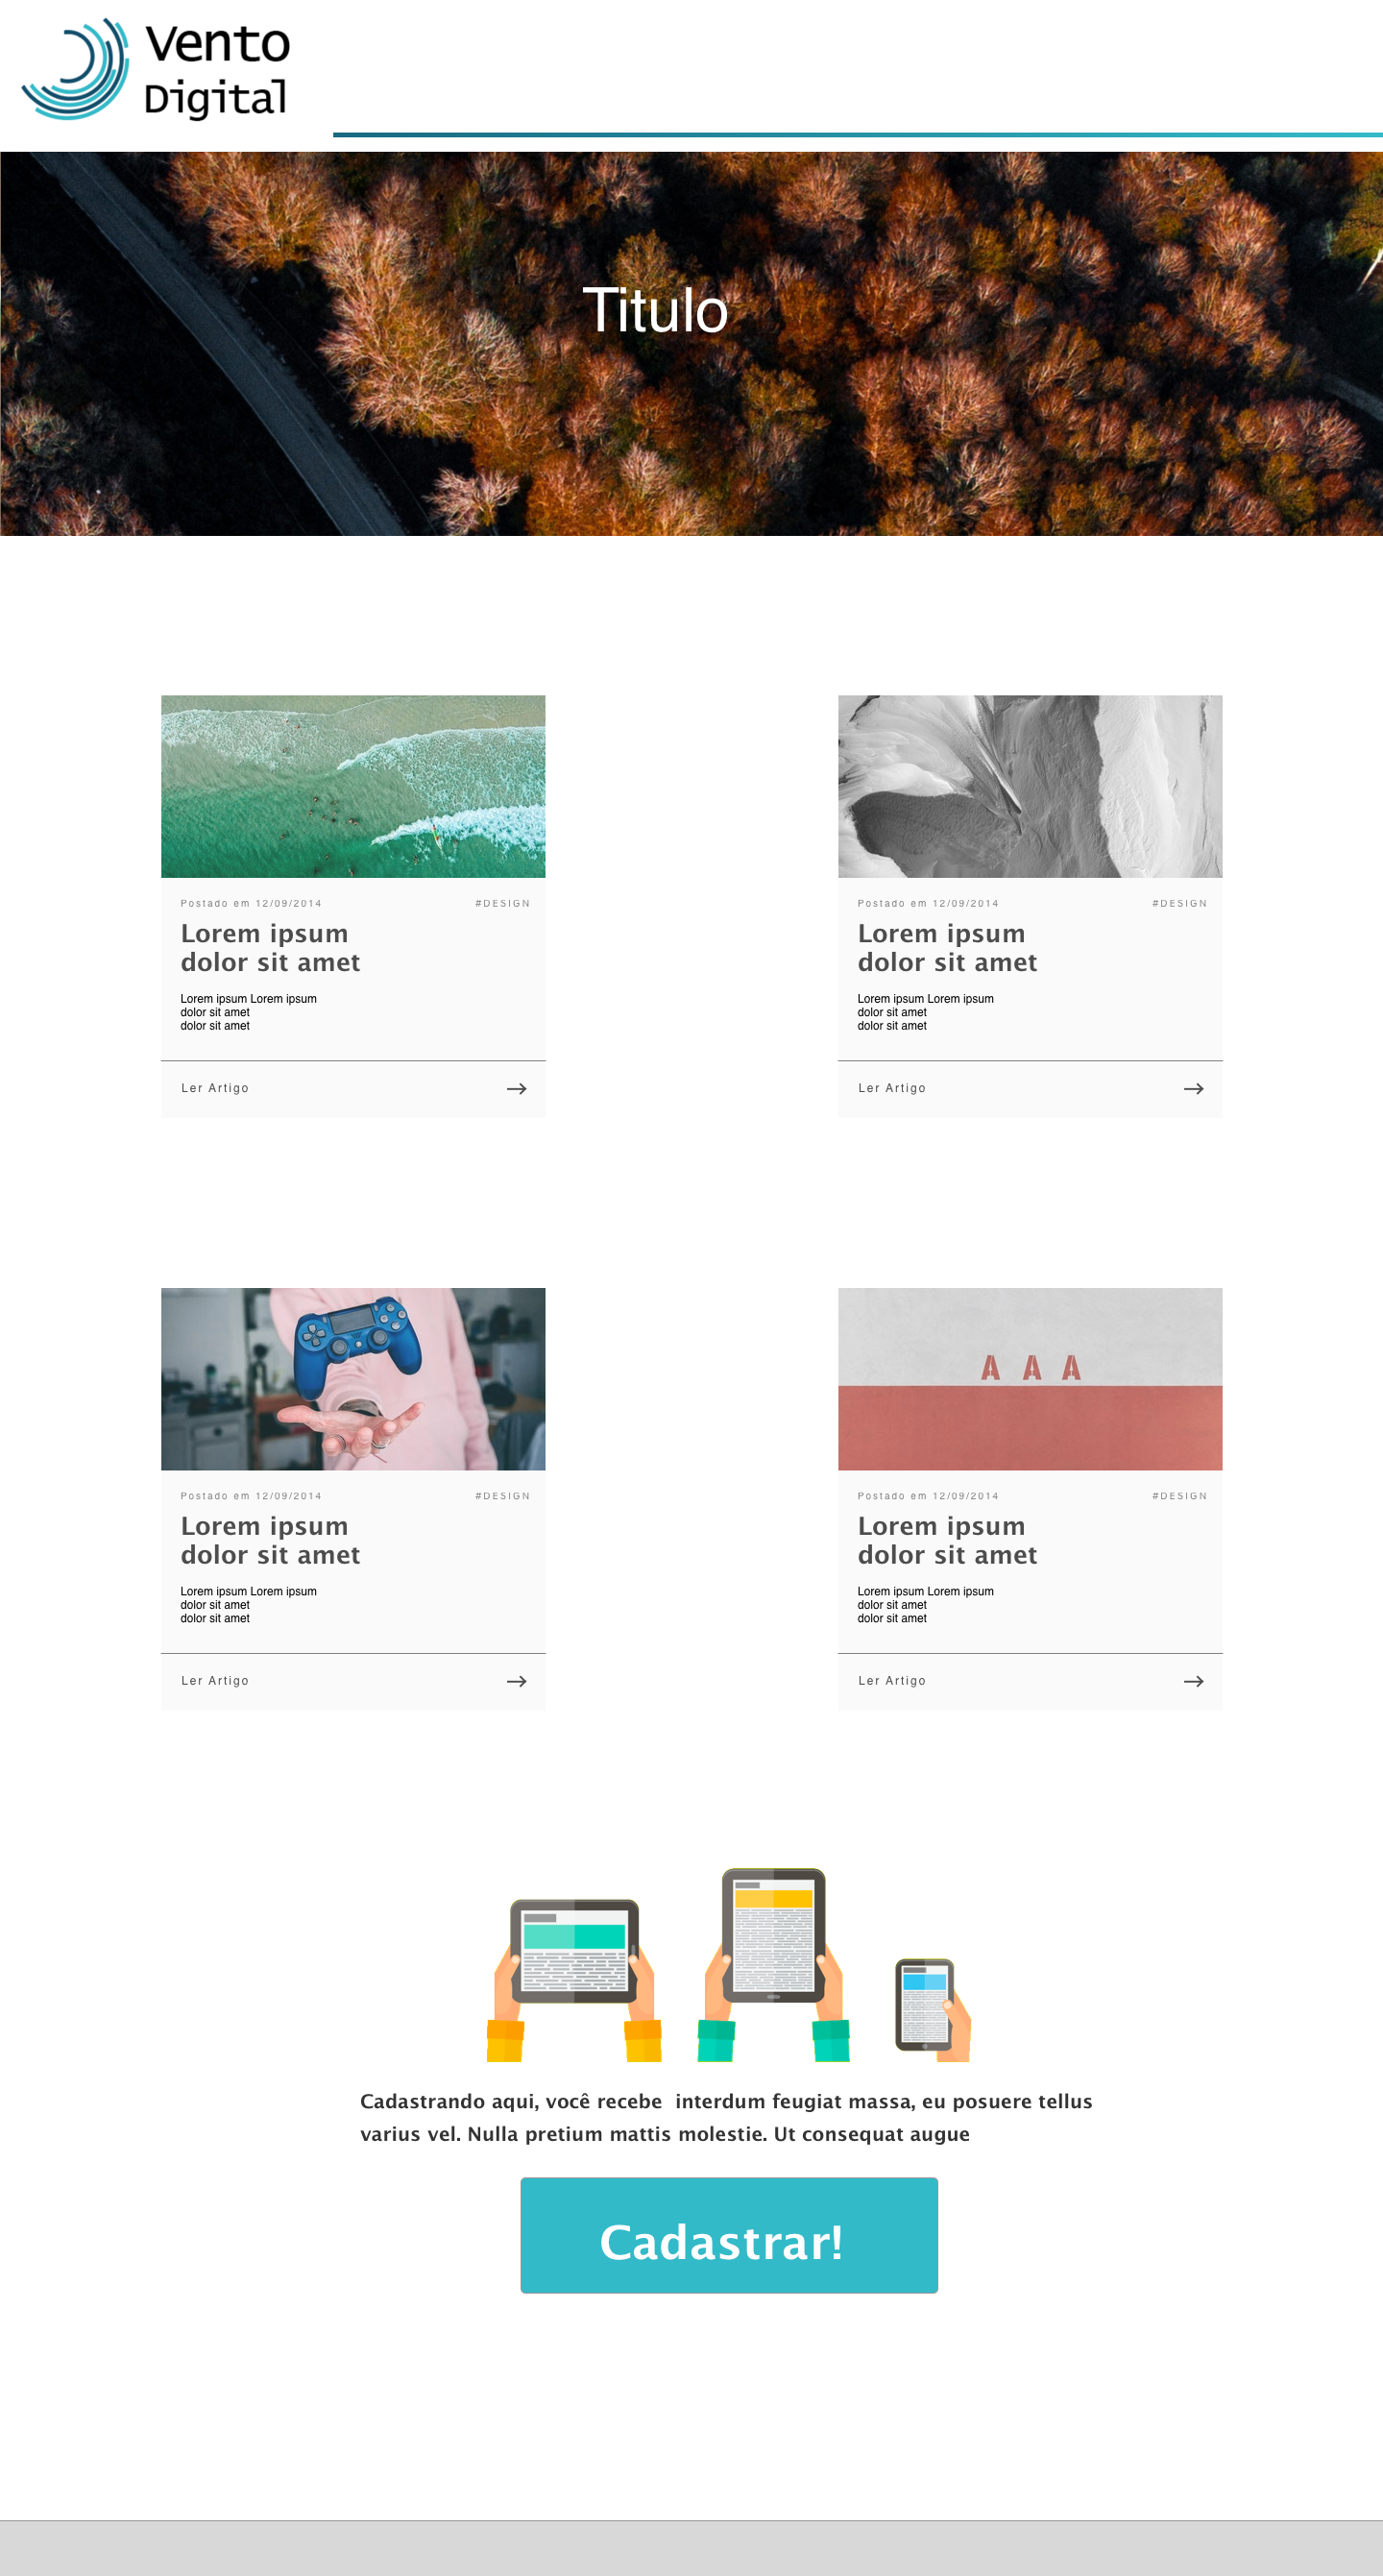 Vento
Digital
Titulo
Postado em 12/09/2014 #DESIGN
Lorem ipsum
dolor sit amet
Lorem ipsum Lorem ipsum
dolor sit amet
dolor sit amet
Ler Artigo
Postado em 12/09/2014 #DESIGN
Lorem ipsum
dolor sit amet
Lorem ipsum Lorem ipsum
dolor sit amet
dolor sit amet
Ler Artigo
Postado em 12/09/2014 #DESIGN
Lorem ipsum
dolor sit amet
Lorem ipsum Lorem ipsum
dolor sit amet
dolor sit amet
Ler Artigo
A A A
Postado em 12/09/2014 #DESIGN
Lorem ipsum
dolor sit amet
Lorem ipsum Lorem ipsum
dolor sit amet
dolor sit amet
Ler Artigo
Cadastrando aqui, você recebe  interdum feugiat massa, eu posuere tellus
varius vel. Nulla pretium mattis molestie. Ut consequat augue
Cadastrar!